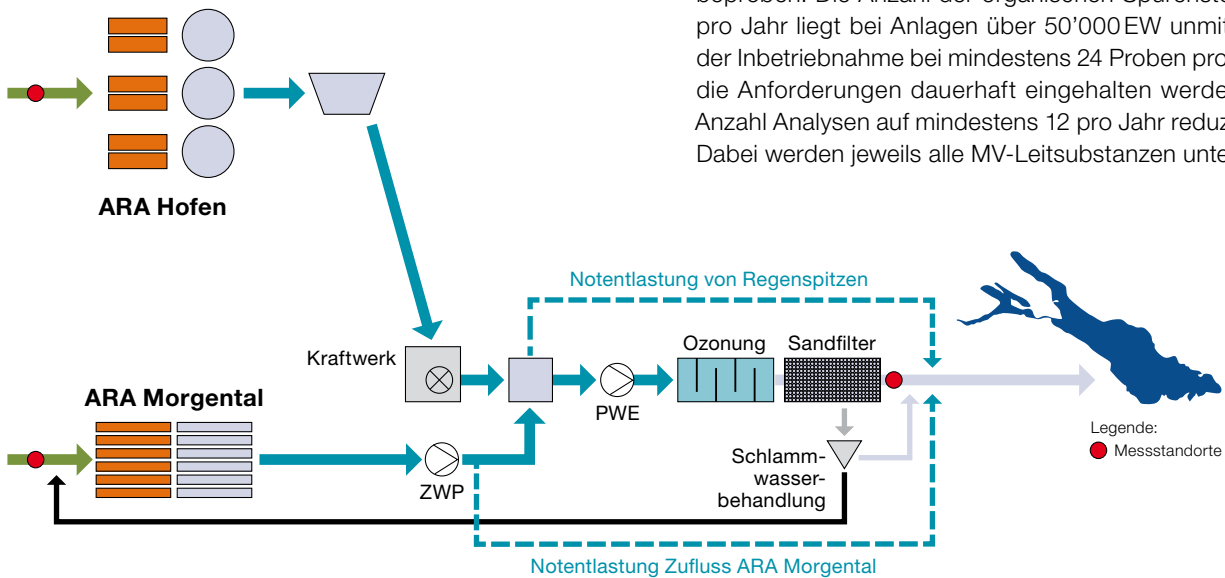 pro Jahr liegt bei Anlagen über 50’000 EW unmit
der Inbetriebnahme bei mindestens 24 Proben pro
die Anforderungen dauerhaft eingehalten werde
Anzahl Analysen auf mindestens 12 pro Jahr reduz
Dabei werden jeweils alle MV-Leitsubstanzen unte
ARA Hofen
Notentlastung von Regenspitzen
Kraftwerk
Ozonung
Sandfilter
ARA Morgental
PWE
ZWP
Schlamm-
wasser-
behandlung
Legende:
Messstandorte
Notentlastung Zufluss ARA Morgental